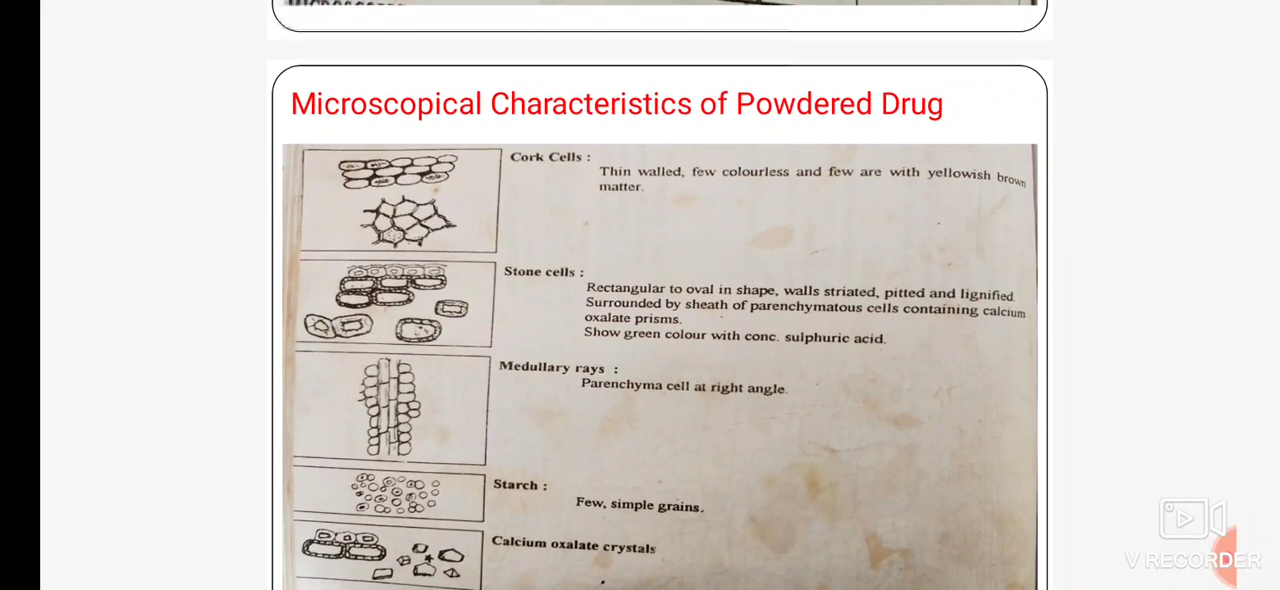 Microscopical Characteristics of Powdered Drug
Cork Cells :
Thin walled, few colourless and few are with yellowish brown
matter.
Stone cells :
Rectangular to oval in shape, walls striated, pitted and lignified.
Surrounded by sheath of parenchymatous cells containing calcium
oxalate prisms.
Show green colour with conc. sulphuric acid.
Medullary rays :
Parenchyma cell at right angle.
Starch :
Few, simple grains.
Calcium oxalate crystals
V RECORDER